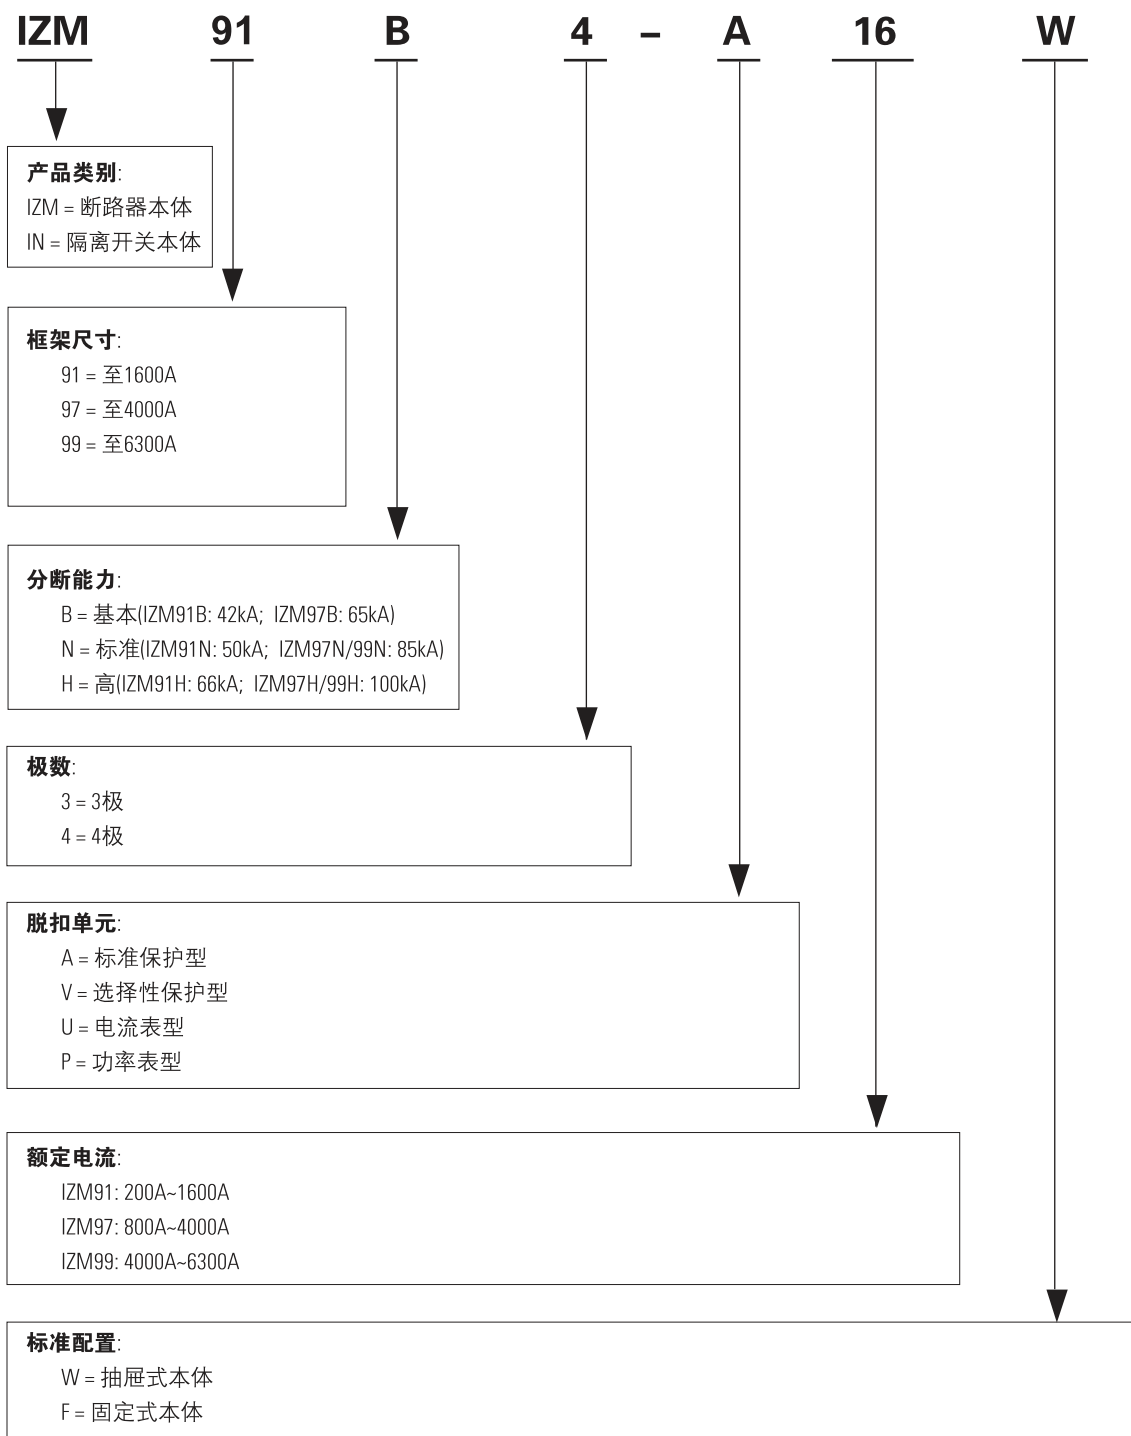 IZM 91 B 4 – A 16 W
产品类别:
IZM = 断路器本体
IN = 隔离开关本体
框架尺寸:
91 = 至1600A
97 = 至4000A
99 = 至6300A
分断能力:
B = 基本(IZM91B: 42kA; IZM97B: 65kA)
N = 标准(IZM91N: 50kA; IZM97N/99N: 85kA)
H = 高(IZM91H: 66kA; IZM97H/99H: 100kA)
极数:
3 = 3极
4 = 4极
脱扣单元:
A = 标准保护型
V = 选择性保护型
U = 电流表型
P = 功率表型
额定电流:
IZM91: 200A~1600A
IZM97: 800A~4000A
IZM99: 4000A~6300A
标准配置:
W = 抽屉式本体
F = 固定式本体